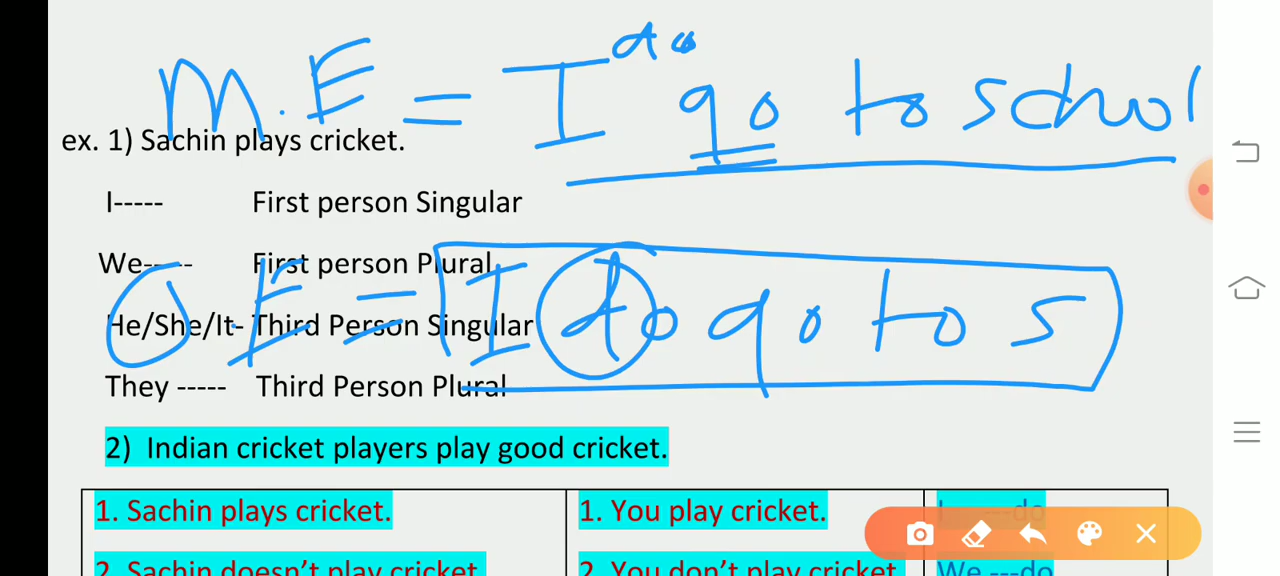 do
M.E = I go to school
ex. 1) Sachin plays cricket.
I----- First person Singular
We----- First person Plural
O.E = I do go to s
He/She/It- Third Person Singular
They ----- Third Person Plural
2) Indian cricket players play good cricket.
1. Sachin plays cricket. 1. You play cricket. I -----do
2. Sachin doesn't play cricket. 2. You don't play cricket. We ---do